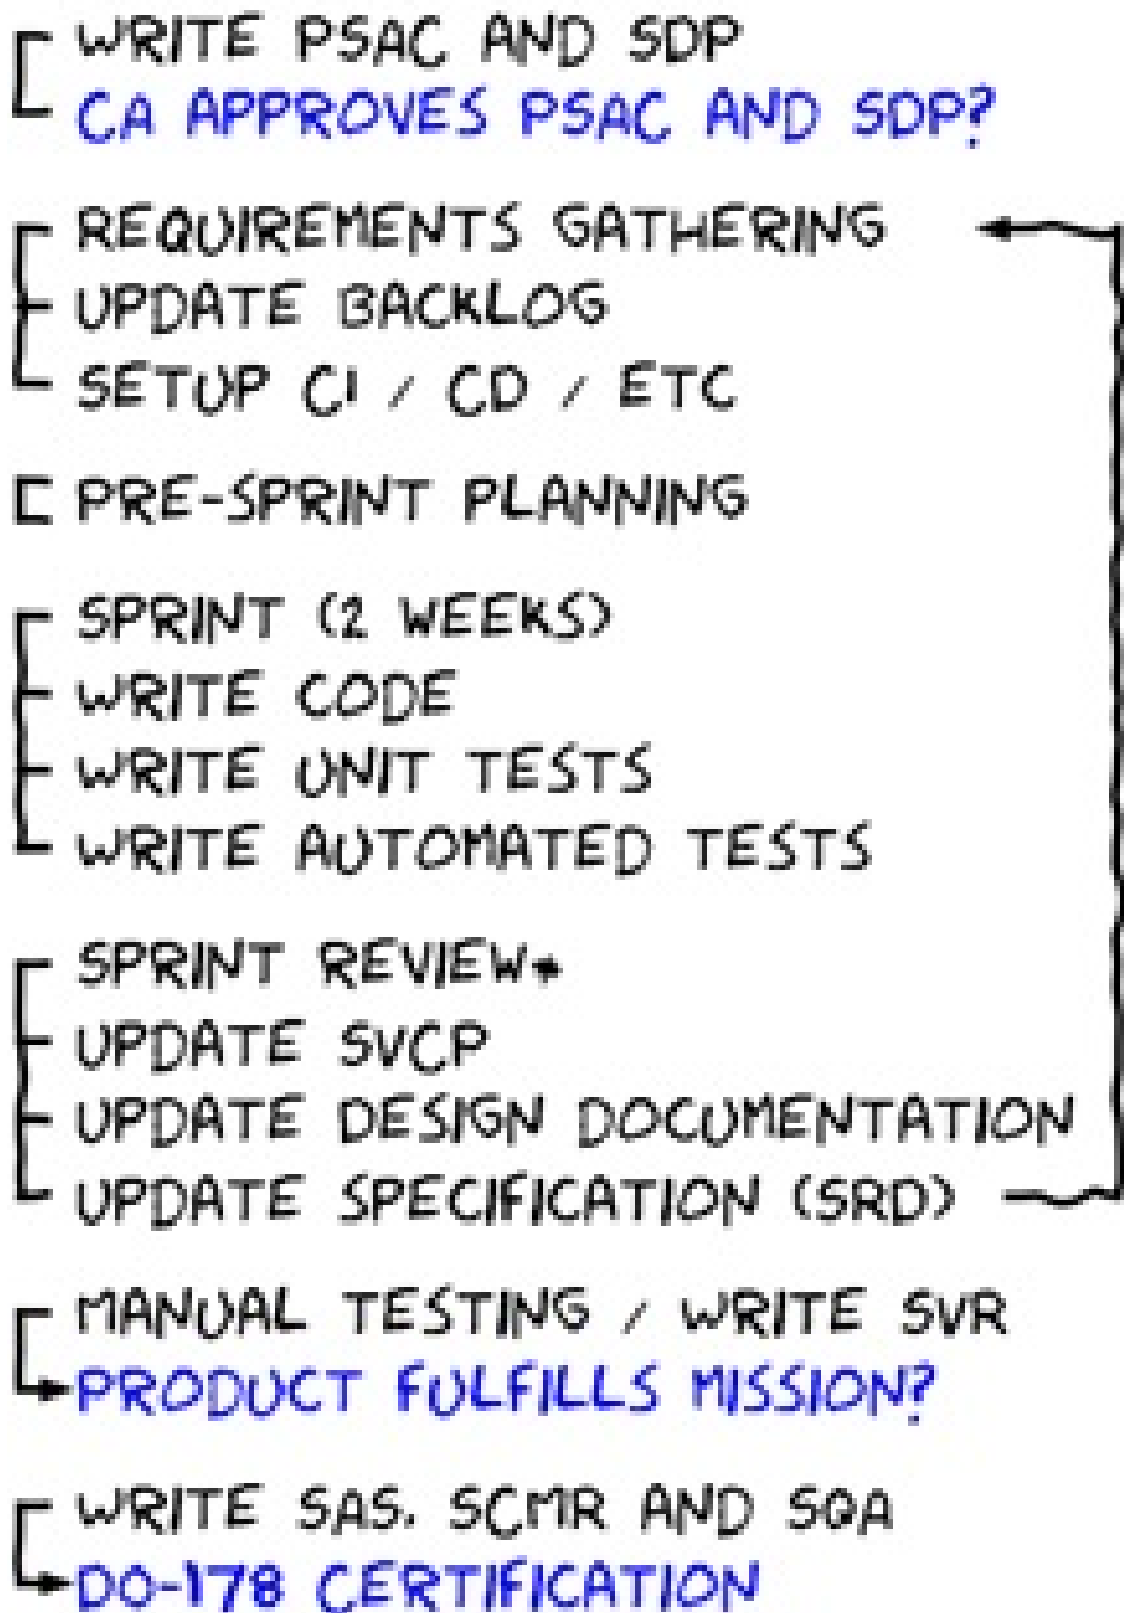 WRITE PSAC AND SDP
CA APPROVES PSAC AND SDP?
REQUIREMENTS GATHERING
UPDATE BACKLOG
SETUP CI / CD / ETC
PRE-SPRINT PLANNING
SPRINT (2 WEEKS)
WRITE CODE
WRITE UNIT TESTS
WRITE AUTOMATED TESTS
SPRINT REVIEW*
UPDATE SVCP
UPDATE DESIGN DOCUMENTATION
UPDATE SPECIFICATION (SRD)
MANUAL TESTING / WRITE SVR
PRODUCT FULFILLS MISSION?
WRITE SAS, SCMR AND SQA
DO-178 CERTIFICATION